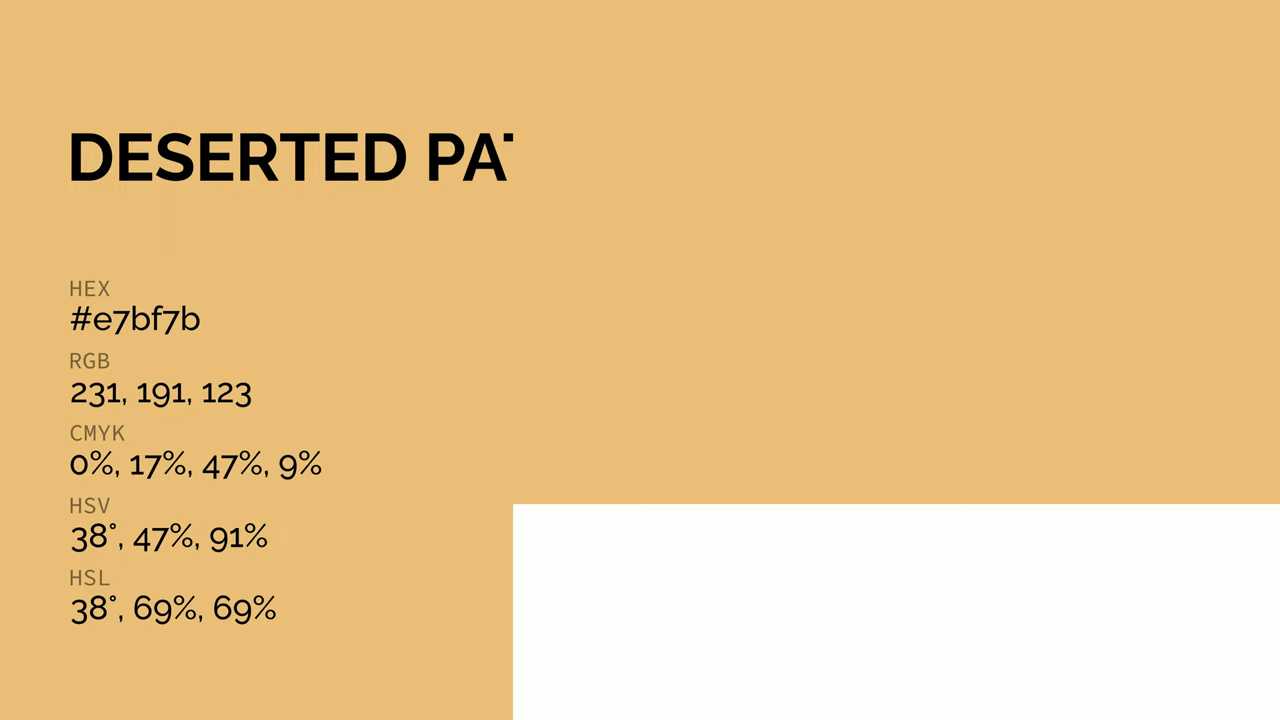 DESERTED PA
HEX
#e7bf7b
RGB
231, 191, 123
CMYK
0%, 17%, 47%, 9%
HSV
38°, 47%, 91%
HSL
38°, 69%, 69%